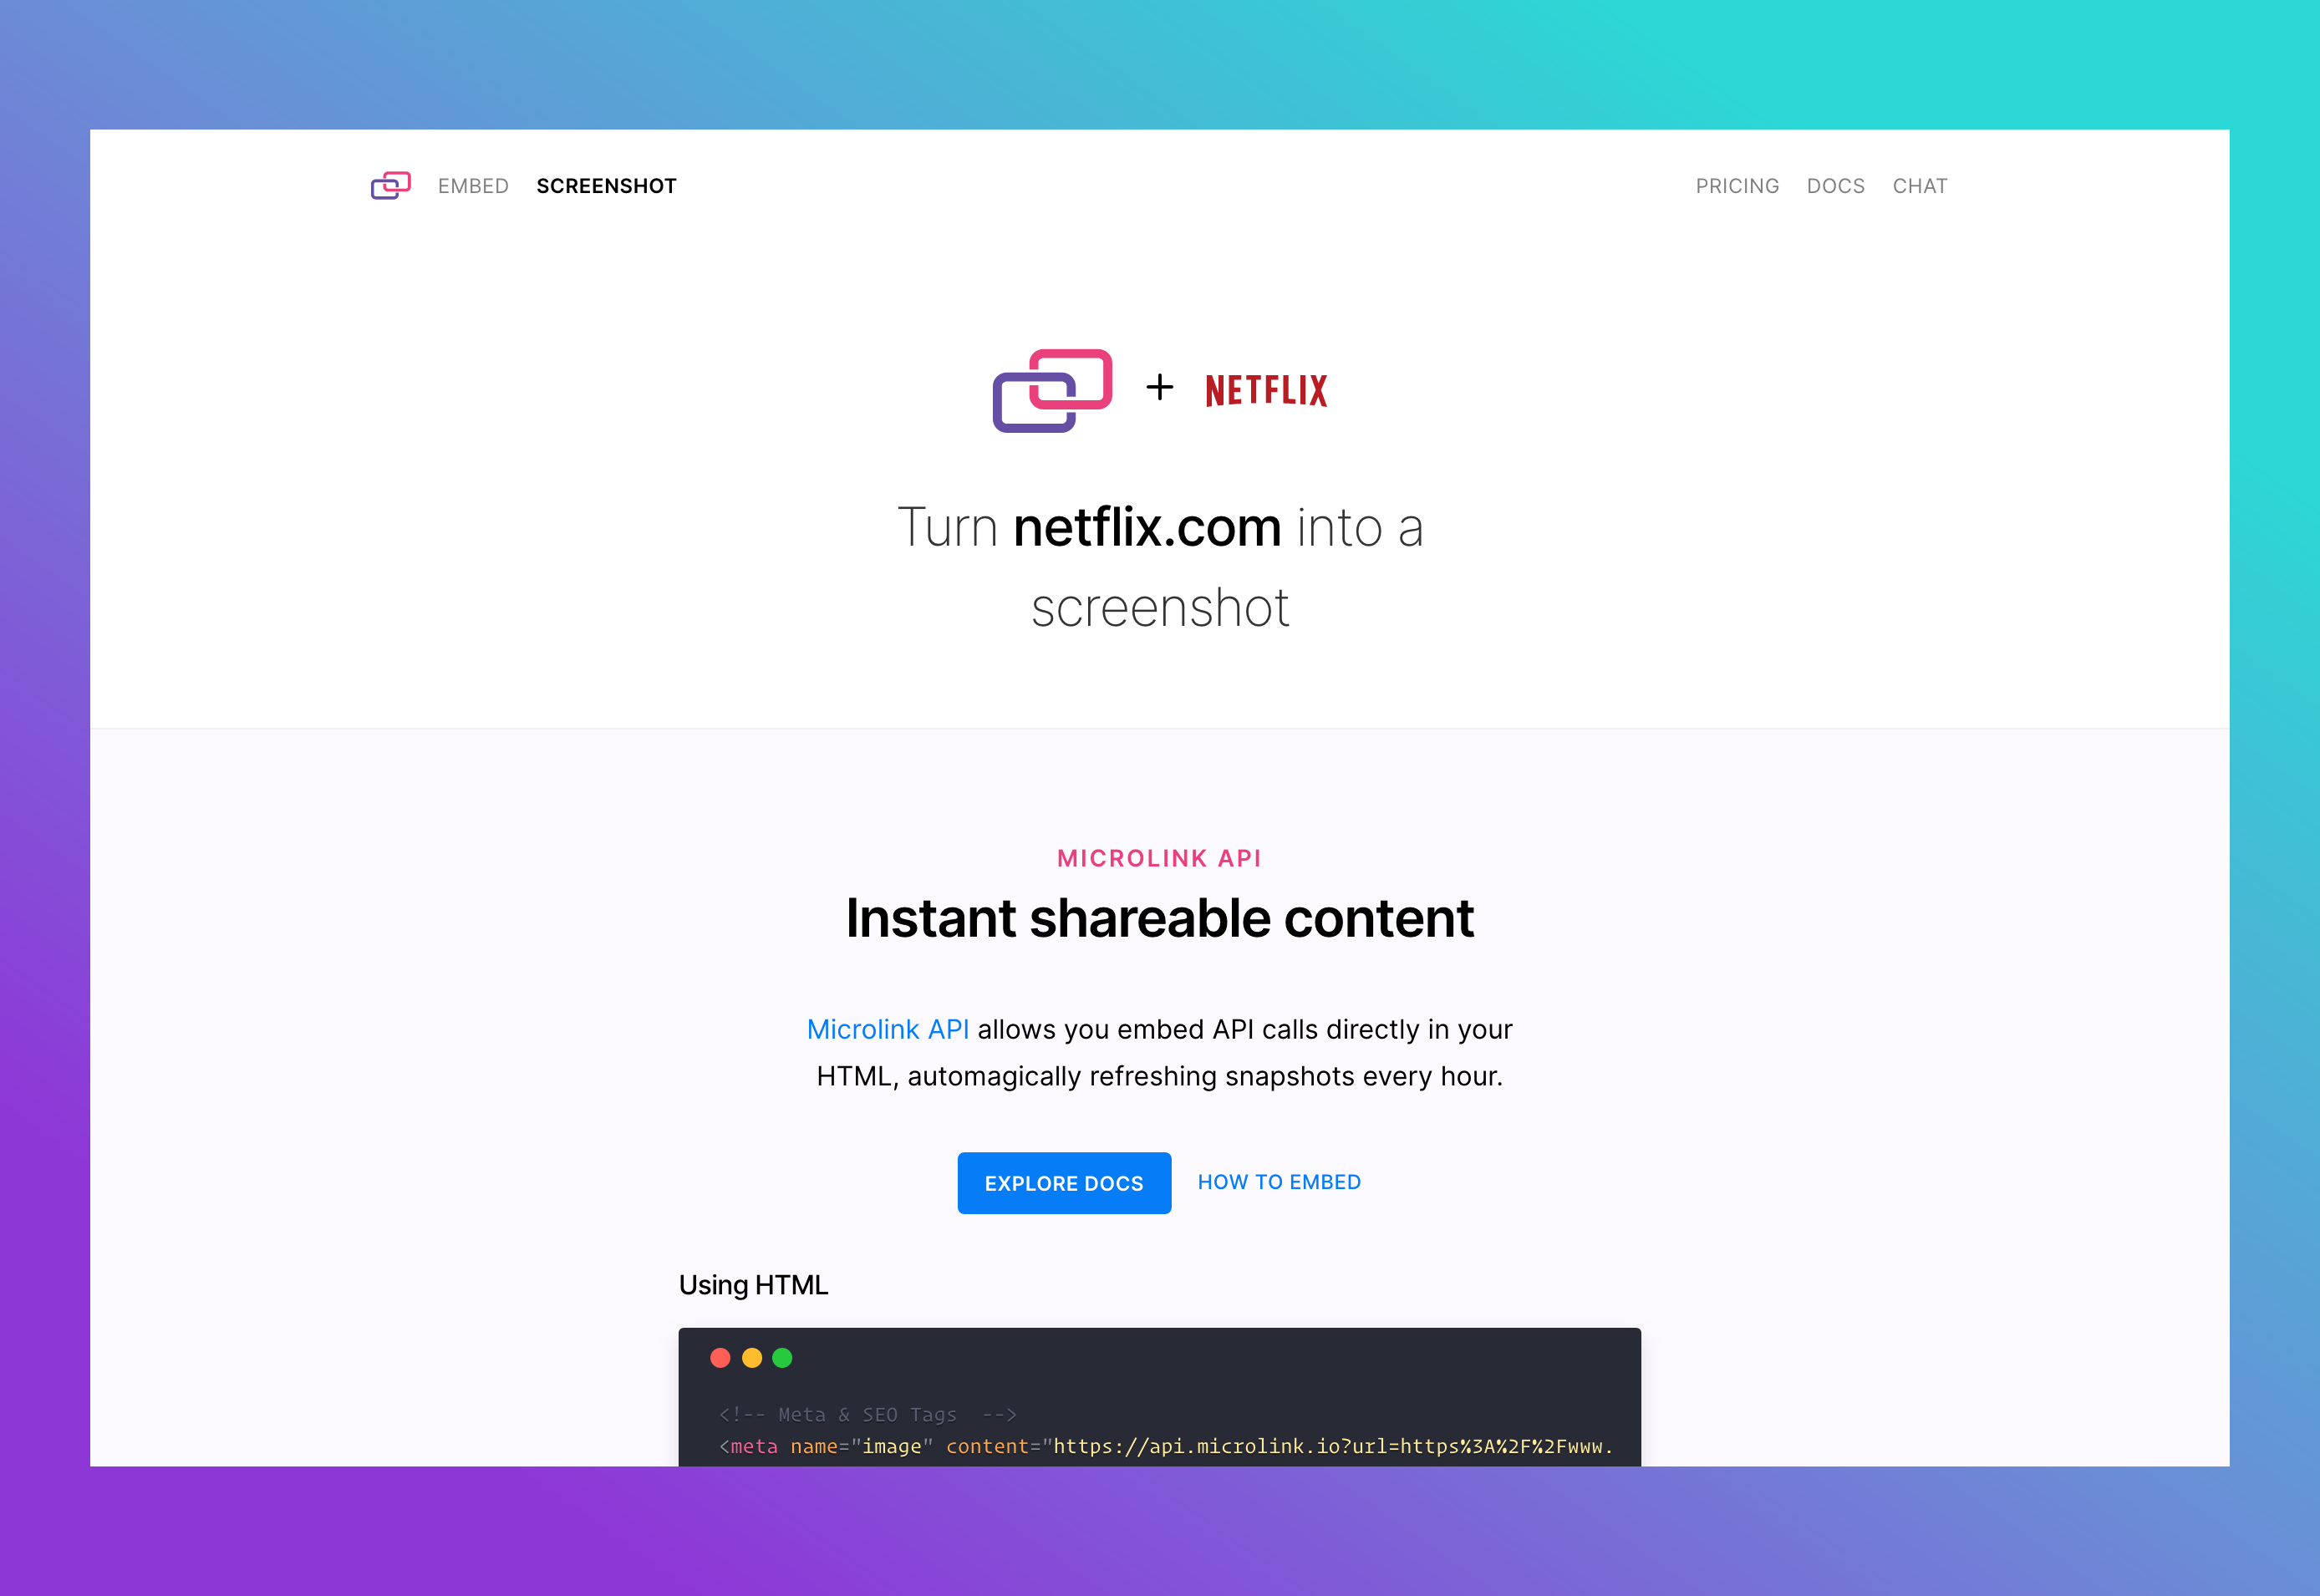 EMBED SCREENSHOT PRICING DOCS CHAT
NETFLIX
Turn netflix.com into a
screenshot
MICROLINK API
Instant shareable content
Microlink API allows you embed API calls directly in your
HTML, automagically refreshing snapshots every hour.
EXPLORE DOCS HOW TO EMBED
Using HTML
<!-- Meta & SEO Tags  -->
<meta name="image" content="https://api.microlink.io?url=https%3A%2F%2Fwww.